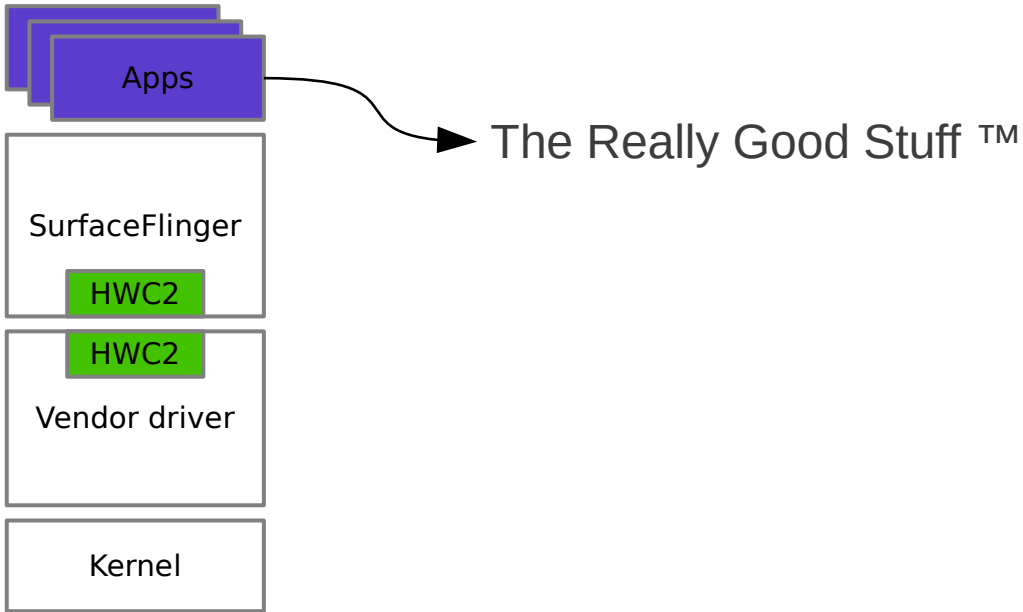 Apps
The Really Good Stuff ™
SurfaceFlinger
HWC2
HWC2
Vendor driver
Kernel